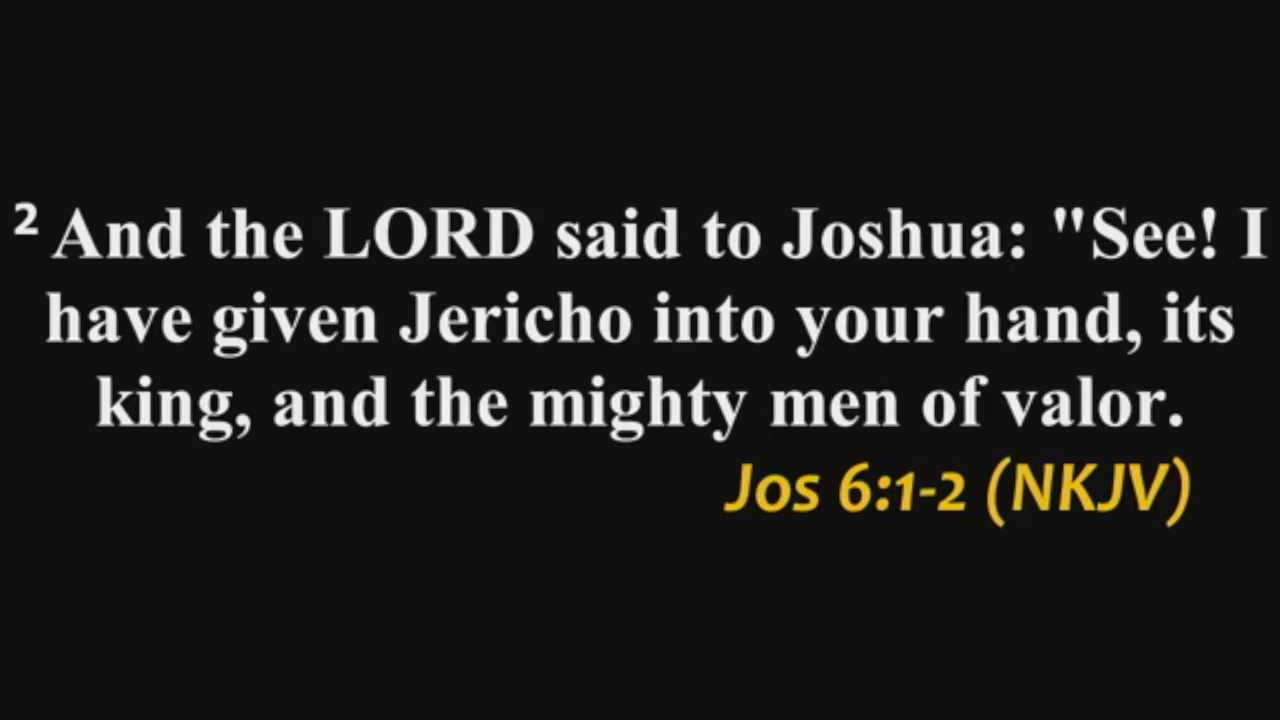 ² And the LORD said to Joshua: "See! I
have given Jericho into your hand, its
king, and the mighty men of valor.
Jos 6:1-2 (NKJV)